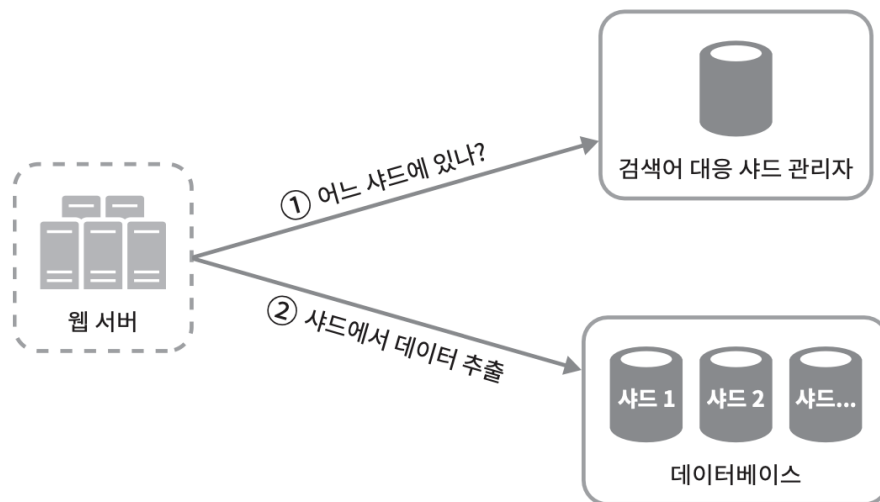 검색어 대응 샤드 관리자
① 어느 샤드에 있나?
웹 서버
② 샤드에서 데이터 추출
샤드 1
샤드 2
샤드...
데이터베이스